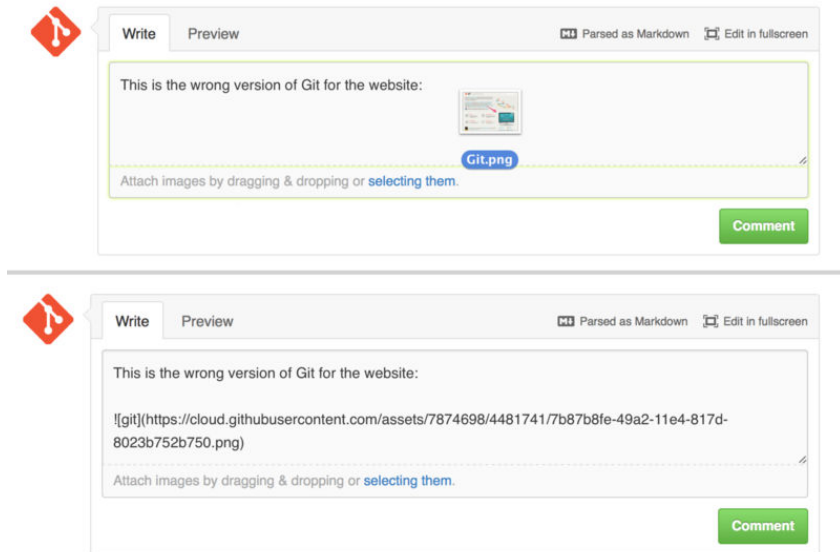 Write Preview Parsed as Markdown Edit in fullscreen
This is the wrong version of Git for the website:
Git.png
Attach images by dragging & dropping or selecting them.
Comment
Write Preview Parsed as Markdown Edit in fullscreen
This is the wrong version of Git for the website:
![git](https://cloud.githubusercontent.com/assets/7874698/4481741/7b87b8fe-49a2-11e4-817d-
8023b752b750.png)
Attach images by dragging & dropping or selecting them.
Comment